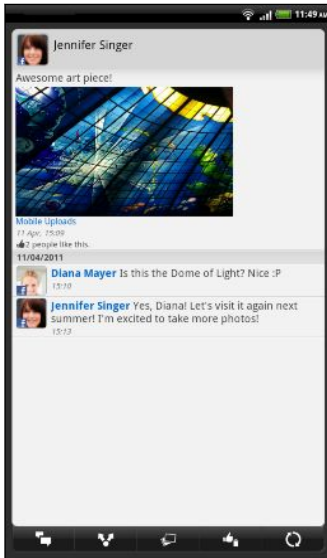 11:49 AM
Jennifer Singer
Awesome art piece!
Mobile Uploads
11 Apr, 15:09
2 people like this.
11/04/2011
Diana Mayer Is this the Dome of Light? Nice :P
15:10
Jennifer Singer Yes, Diana! Let's visit it again next
summer! I'm excited to take more photos!
15:13